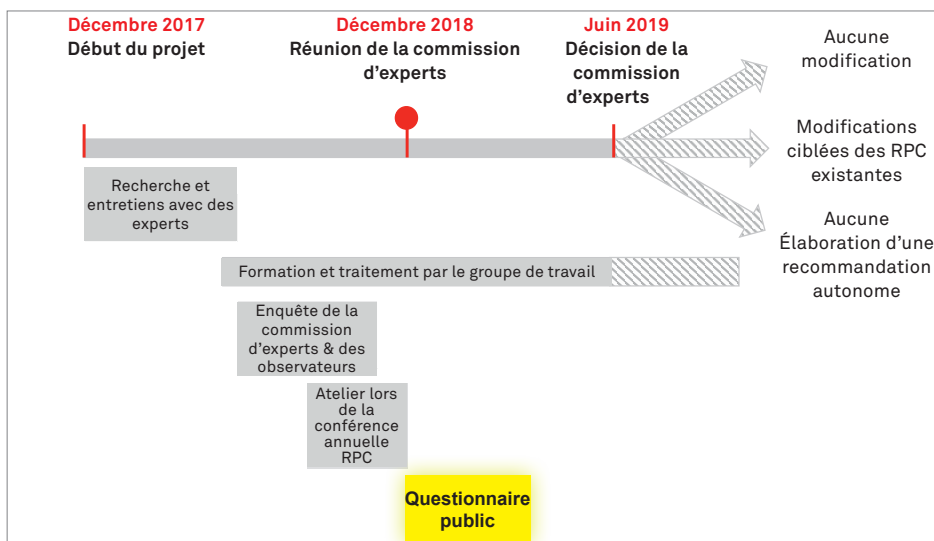 Décembre 2017
Début du projet
Décembre 2018
Réunion de la commission
d'experts
Juin 2019
Décision de la
commission
d'experts
Aucune
modification
Modifications
ciblées des RPC
existantes
Aucune
Élaboration d'une
recommandation
autonome
Recherche et
entretiens avec des
experts
Formation et traitement par le groupe de travail
Enquête de la
commission
d'experts & des
observateurs
Atelier lors
de la
conférence
annuelle
RPC
Questionnaire
public